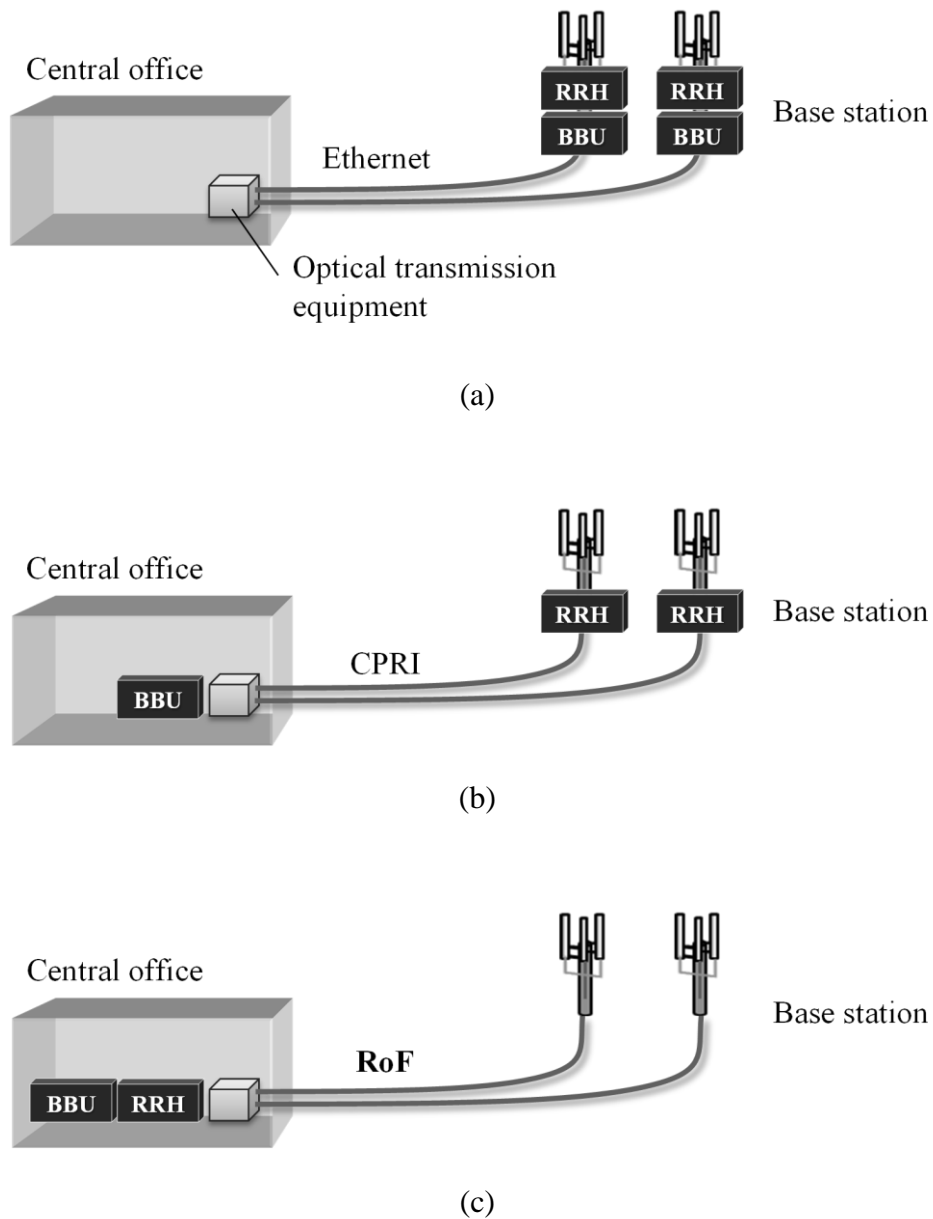 Central office
RRH
RRH
Base station
BBU
BBU
Ethernet
Optical transmission
equipment
(a)
Central office
RRH
RRH
Base station
CPRI
BBU
(b)
Central office
Base station
RoF
BBU
RRH
(c)